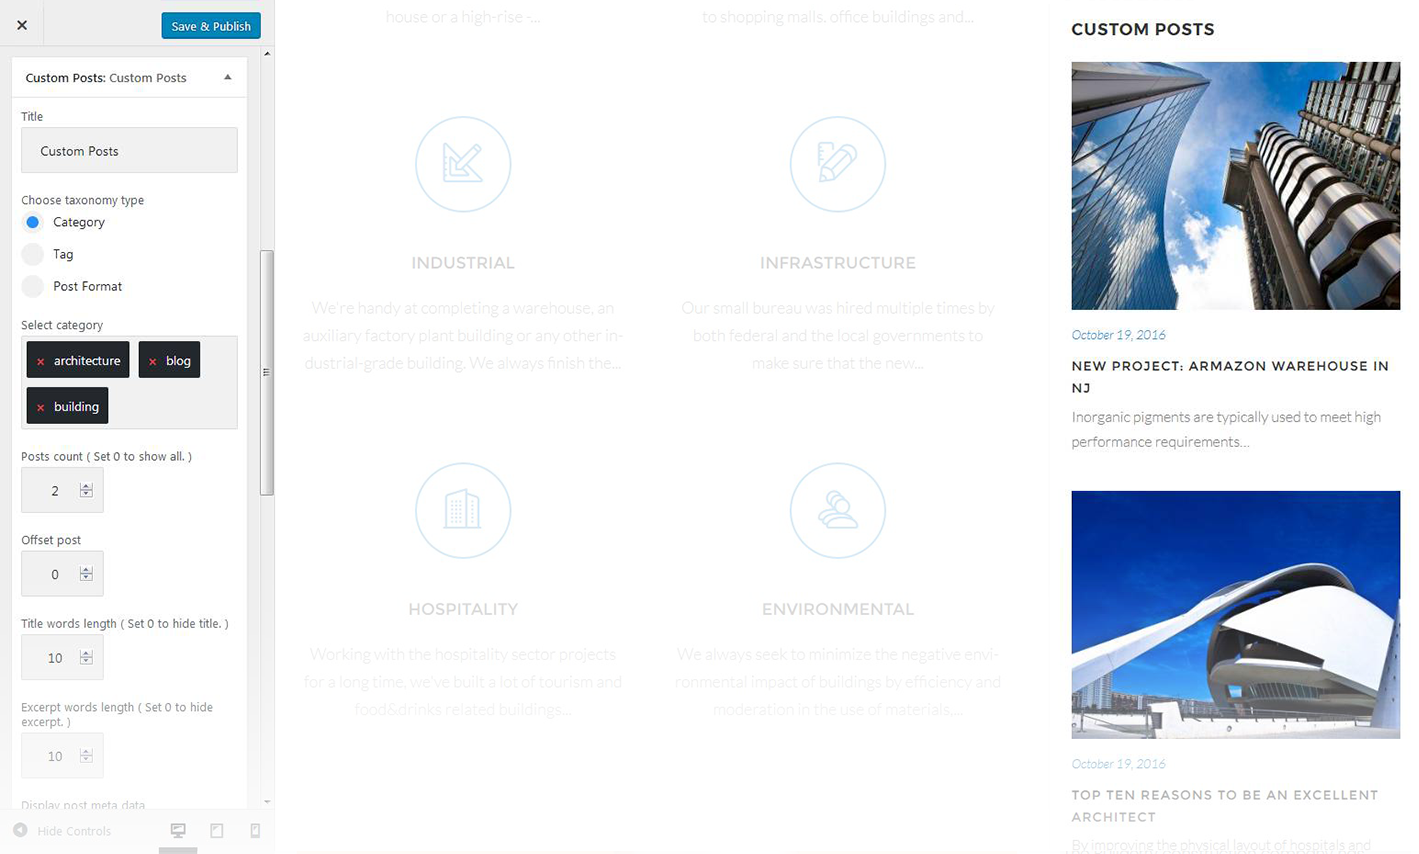 Save & Publish
Custom Posts: Custom Posts
Title
Custom Posts
Choose taxonomy type
Category
Tag
Post Format
Select category
× architecture × blog
× building
Posts count ( Set 0 to show all. )
2
Offset post
0
Title words length ( Set 0 to hide title. )
10
Excerpt words length ( Set 0 to hide
excerpt. )
10
Display post meta data
Hide Controls
house or a high-rise -...
to shopping malls, office buildings and...
INDUSTRIAL
We're handy at completing a warehouse, an
auxiliary factory plant building or any other in-
dustrial-grade building, We always finish the...
INFRASTRUCTURE
Our small bureau was hired multiple times by
both federal and the local governments to
make sure that the new...
HOSPITALITY
Working with the hospitality sector projects
for a long time, we've built a lot of tourism and
food&drinks related buildings...
ENVIRONMENTAL
We always seek to minimize the negative envi-
ronmental impact of buildings by efficiency and
moderation in the use of materials,...
CUSTOM POSTS
October 19, 2016
NEW PROJECT: ARMAZON WAREHOUSE IN
NJ
Inorganic pigments are typically used to meet high
performance requirements...
October 19, 2016
TOP TEN REASONS TO BE AN EXCELLENT
ARCHITECT
By improving the physical layout of hospitals and